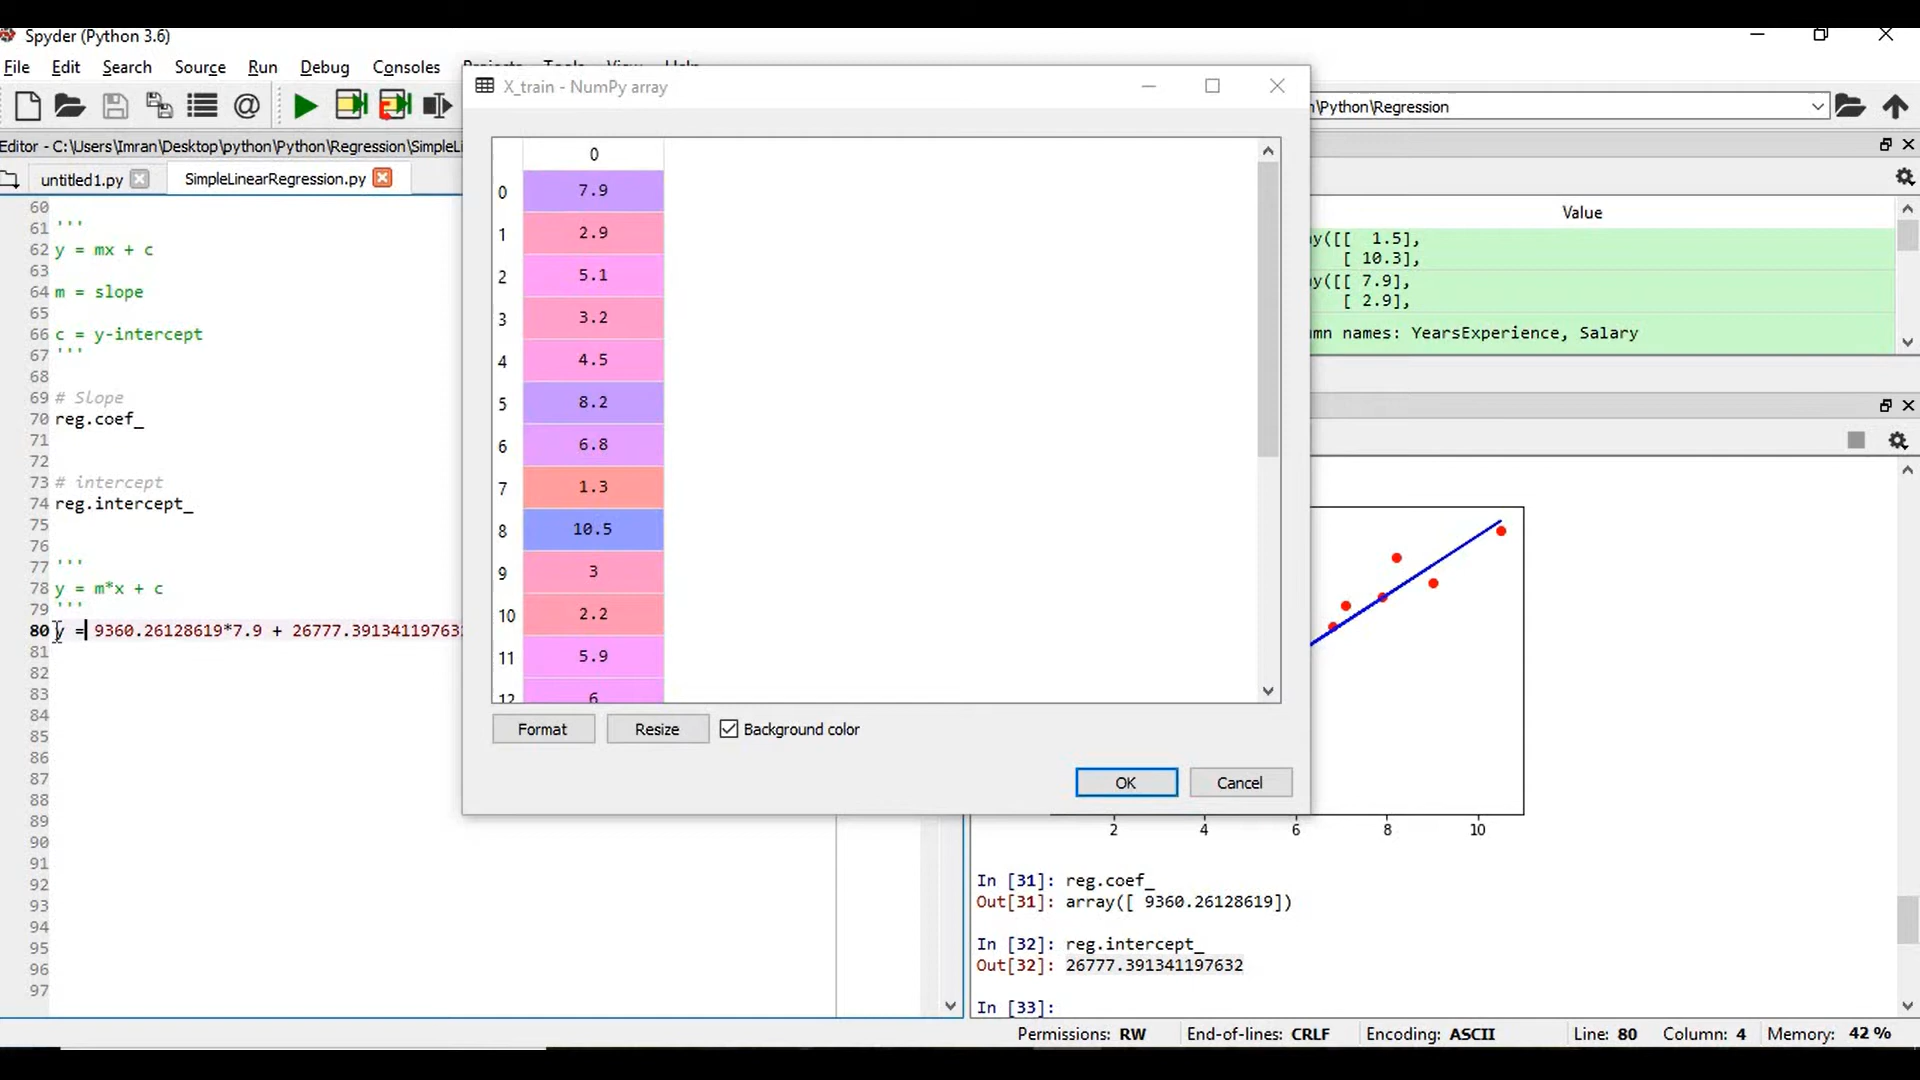 Spyder (Python 3.6)
File Edit Search Source Run Debug Consoles
X_train - NumPy array
\Python\Regression
Editor - C:\Users\Imran\Desktop\python\Python\Regression\SimpleLi
untitled1.py
SimpleLinearRegression.py
60
61 '''
62 y = mx + c
63
64 m = slope
65
66 c = y-intercept
67 '''
68
69 # Slope
70 reg.coef_
71
72
73 # intercept
74 reg.intercept_
75
76
77 '''
78 y = m*x + c
79 '''
80 y = 9360.26128619*7.9 + 26777.391341197632
81
82
83
84
85
86
87
88
89
90
91
92
93
94
95
96
97
0
0 7.9
1 2.9
2 5.1
3 3.2
4 4.5
5 8.2
6 6.8
7 1.3
8 10.5
9 3
10 2.2
11 5.9
12 6
Format Resize Background color
OK Cancel
Value
y([[ 1.5],
[ 10.3],
y([[ 7.9],
[ 2.9],
mn names: YearsExperience, Salary
2 4 6 8 10
In [31]: reg.coef_
Out[31]: array([ 9360.26128619])
In [32]: reg.intercept_
Out[32]: 26777.391341197632
In [33]:
Permissions: RW End-of-lines: CRLF Encoding: ASCII Line: 80 Column: 4 Memory: 42 %